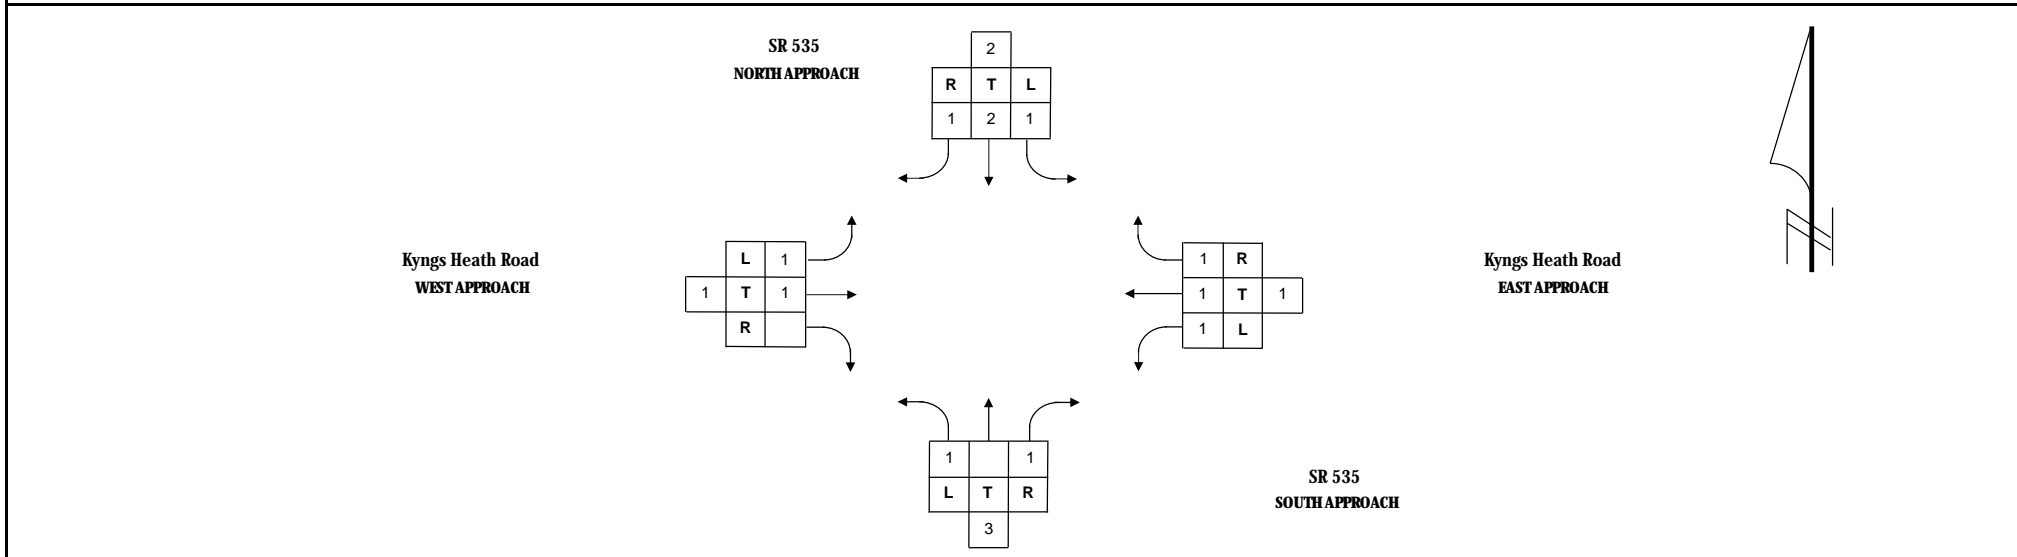 SR 535
NORTH APPROACH
2
R T L
1 2 1
Kyngs Heath Road
WEST APPROACH
L 1
1 T 1
R
1 R
1 T 1
1 L
Kyngs Heath Road
EAST APPROACH
1 1
L T R
3
SR 535
SOUTH APPROACH
N